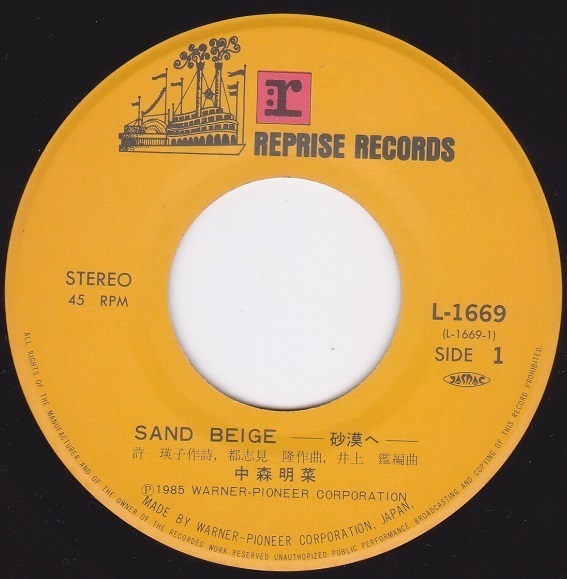 r
REPRISE RECORDS
STEREO
45 RPM
L-1669
(L-1669-1)
SIDE 1
JASRAC
SAND BEIGE ——砂漠へ——
許 瑛子作詩, 都志見 隆作曲, 井上 鑑編曲
中森明菜
Ⓟ1985 WARNER-PIONEER CORPORATION
MADE BY WARNER-PIONEER CORPORATION, JAPAN.
ALL RIGHTS OF THE MANUFACTURER AND OF THE OWNER OF THE RECORDED WORK RESERVED UNAUTHORIZED PUBLIC PERFORMANCE BROADCASTING AND COPYING OF THIS RECORD PROHIBITED.